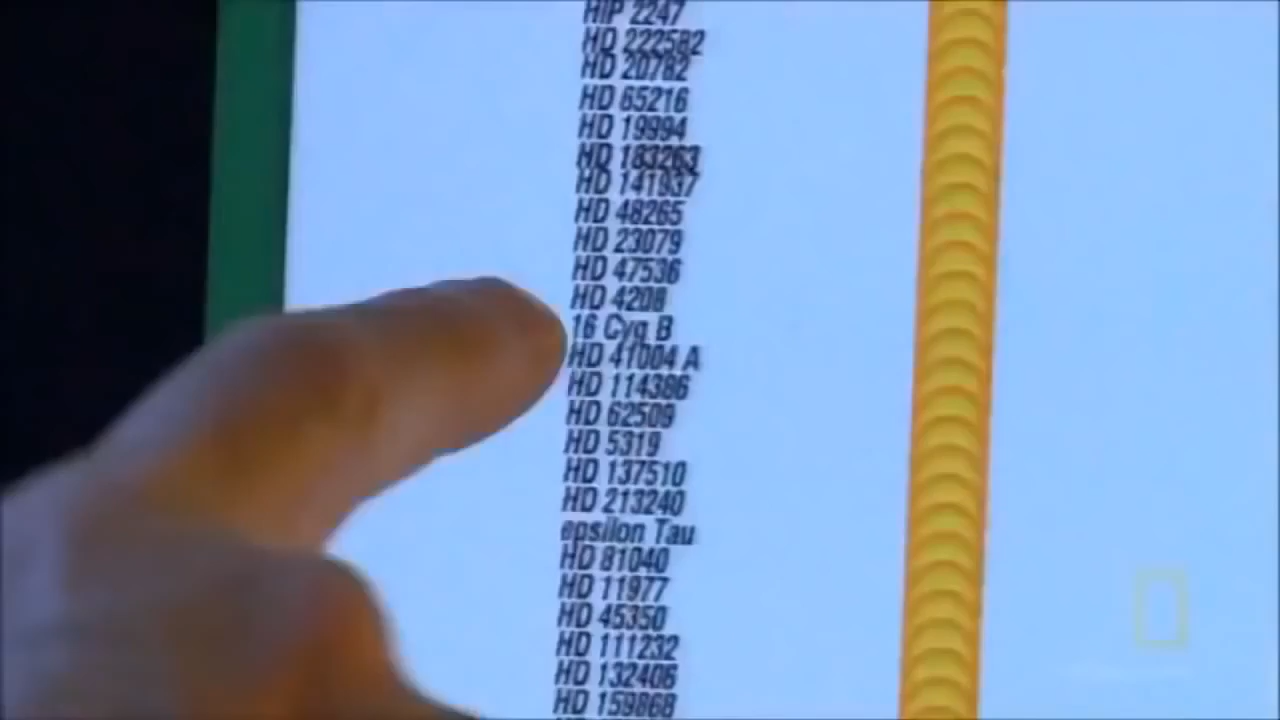 HIP 2247
HD 222582
HD 20782
HD 65216
HD 19994
HD 183263
HD 141937
HD 48265
HD 23079
HD 47536
HD 4208
16 Cyg B
HD 41004 A
HD 114386
HD 62509
HD 5319
HD 137510
HD 213240
epsilon Tau
HD 81040
HD 11977
HD 45350
HD 111232
HD 132406
HD 159868